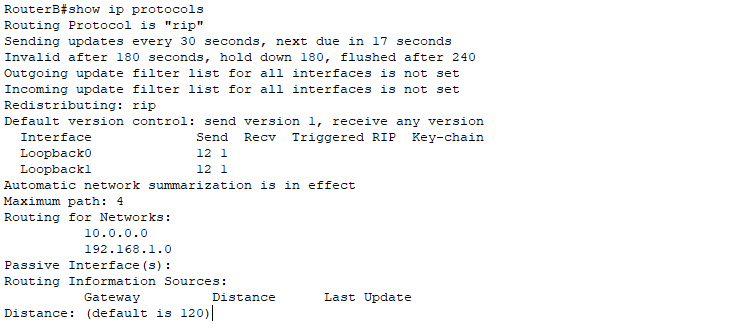 RouterB#show ip protocols
Routing Protocol is "rip"
Sending updates every 30 seconds, next due in 17 seconds
Invalid after 180 seconds, hold down 180, flushed after 240
Outgoing update filter list for all interfaces is not set
Incoming update filter list for all interfaces is not set
Redistributing: rip
Default version control: send version 1, receive any version
  Interface             Send  Recv  Triggered RIP  Key-chain
  Loopback0             12 1
  Loopback1             12 1
Automatic network summarization is in effect
Maximum path: 4
Routing for Networks:
          10.0.0.0
          192.168.1.0
Passive Interface(s):
Routing Information Sources:
          Gateway         Distance      Last Update
Distance: (default is 120)